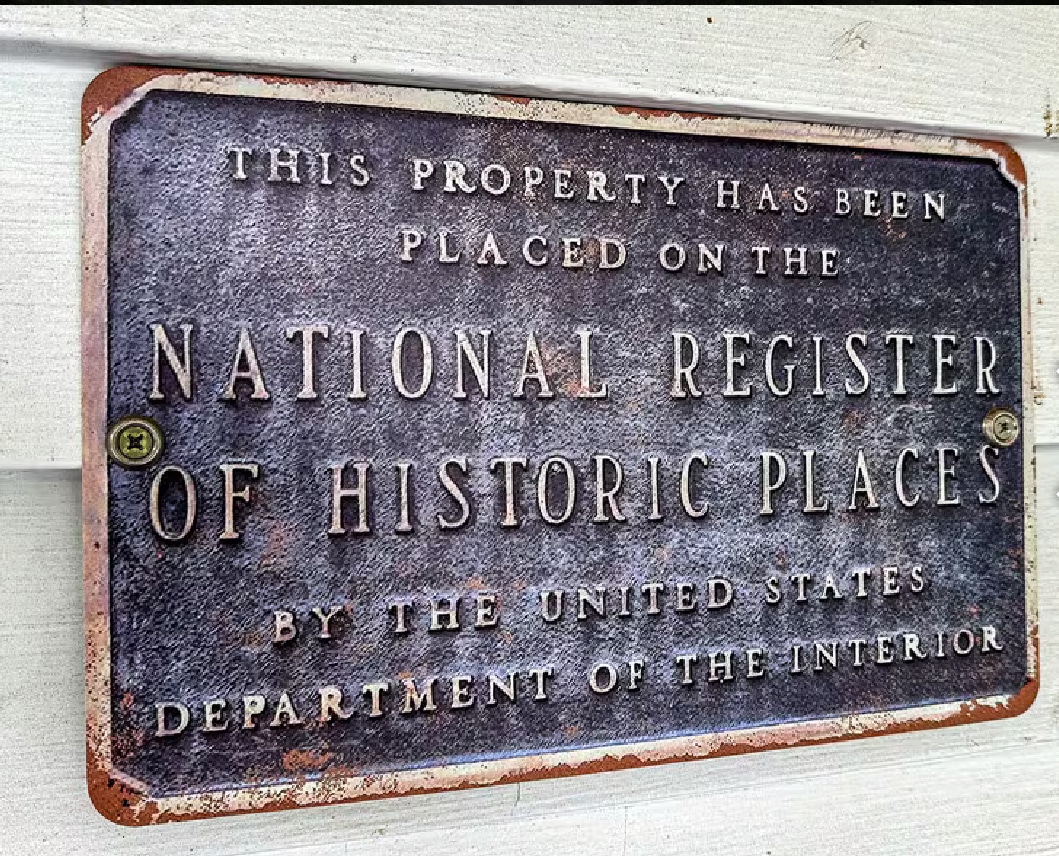 THIS PROPERTY HAS BEEN
PLACED ON THE
NATIONAL REGISTER
OF HISTORIC PLACES
BY THE UNITED STATES
DEPARTMENT OF THE INTERIOR